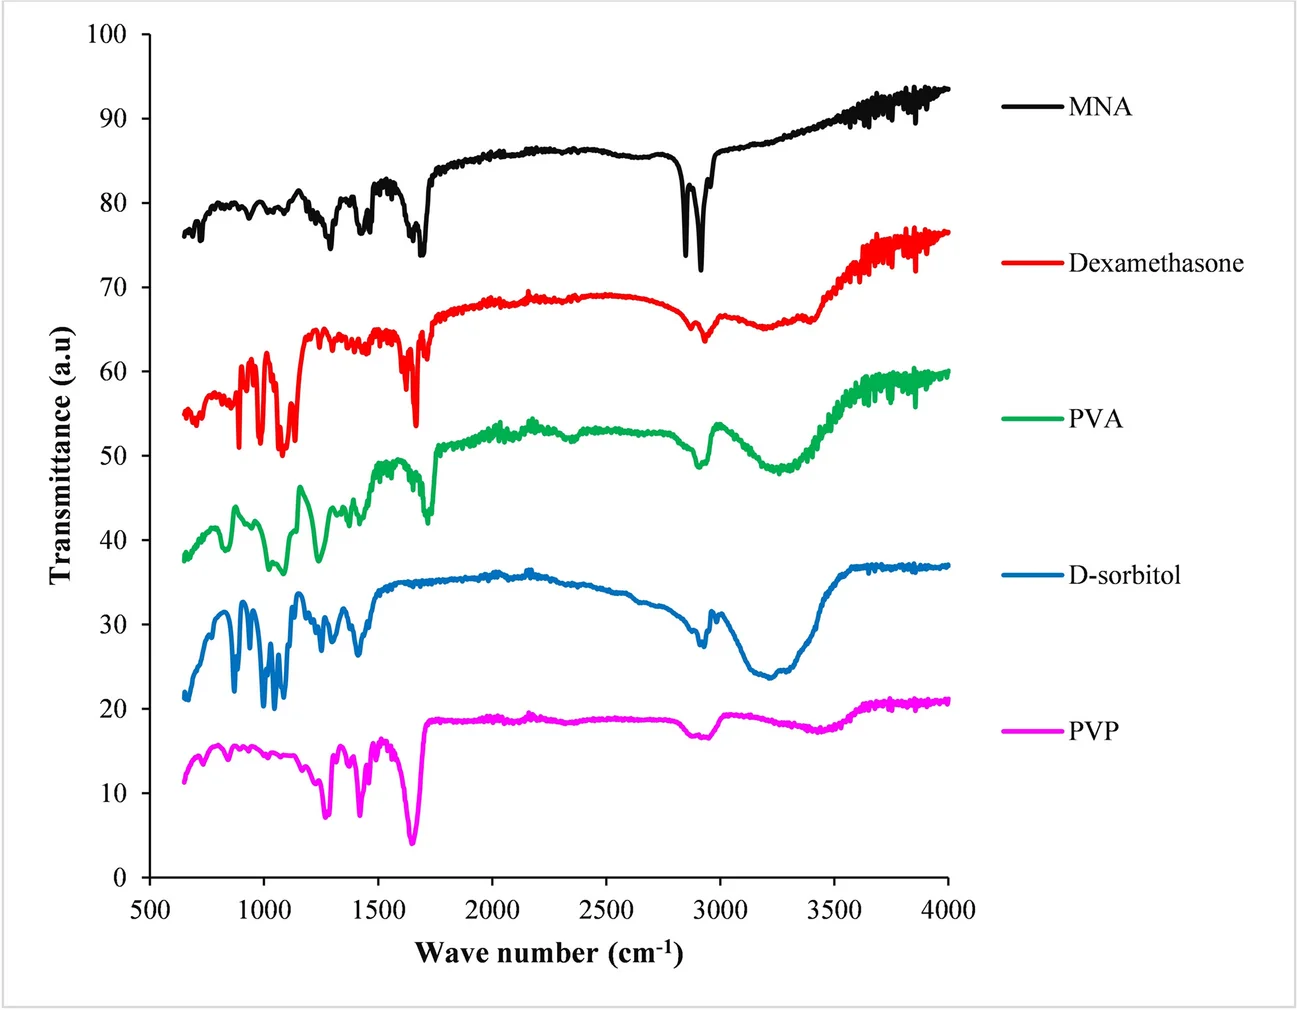 100
90
80
70
60
50
40
30
20
10
0
Transmittance (a.u)
500 1000 1500 2000 2500 3000 3500 4000
Wave number (cm⁻¹)
MNA
Dexamethasone
PVA
D-sorbitol
PVP